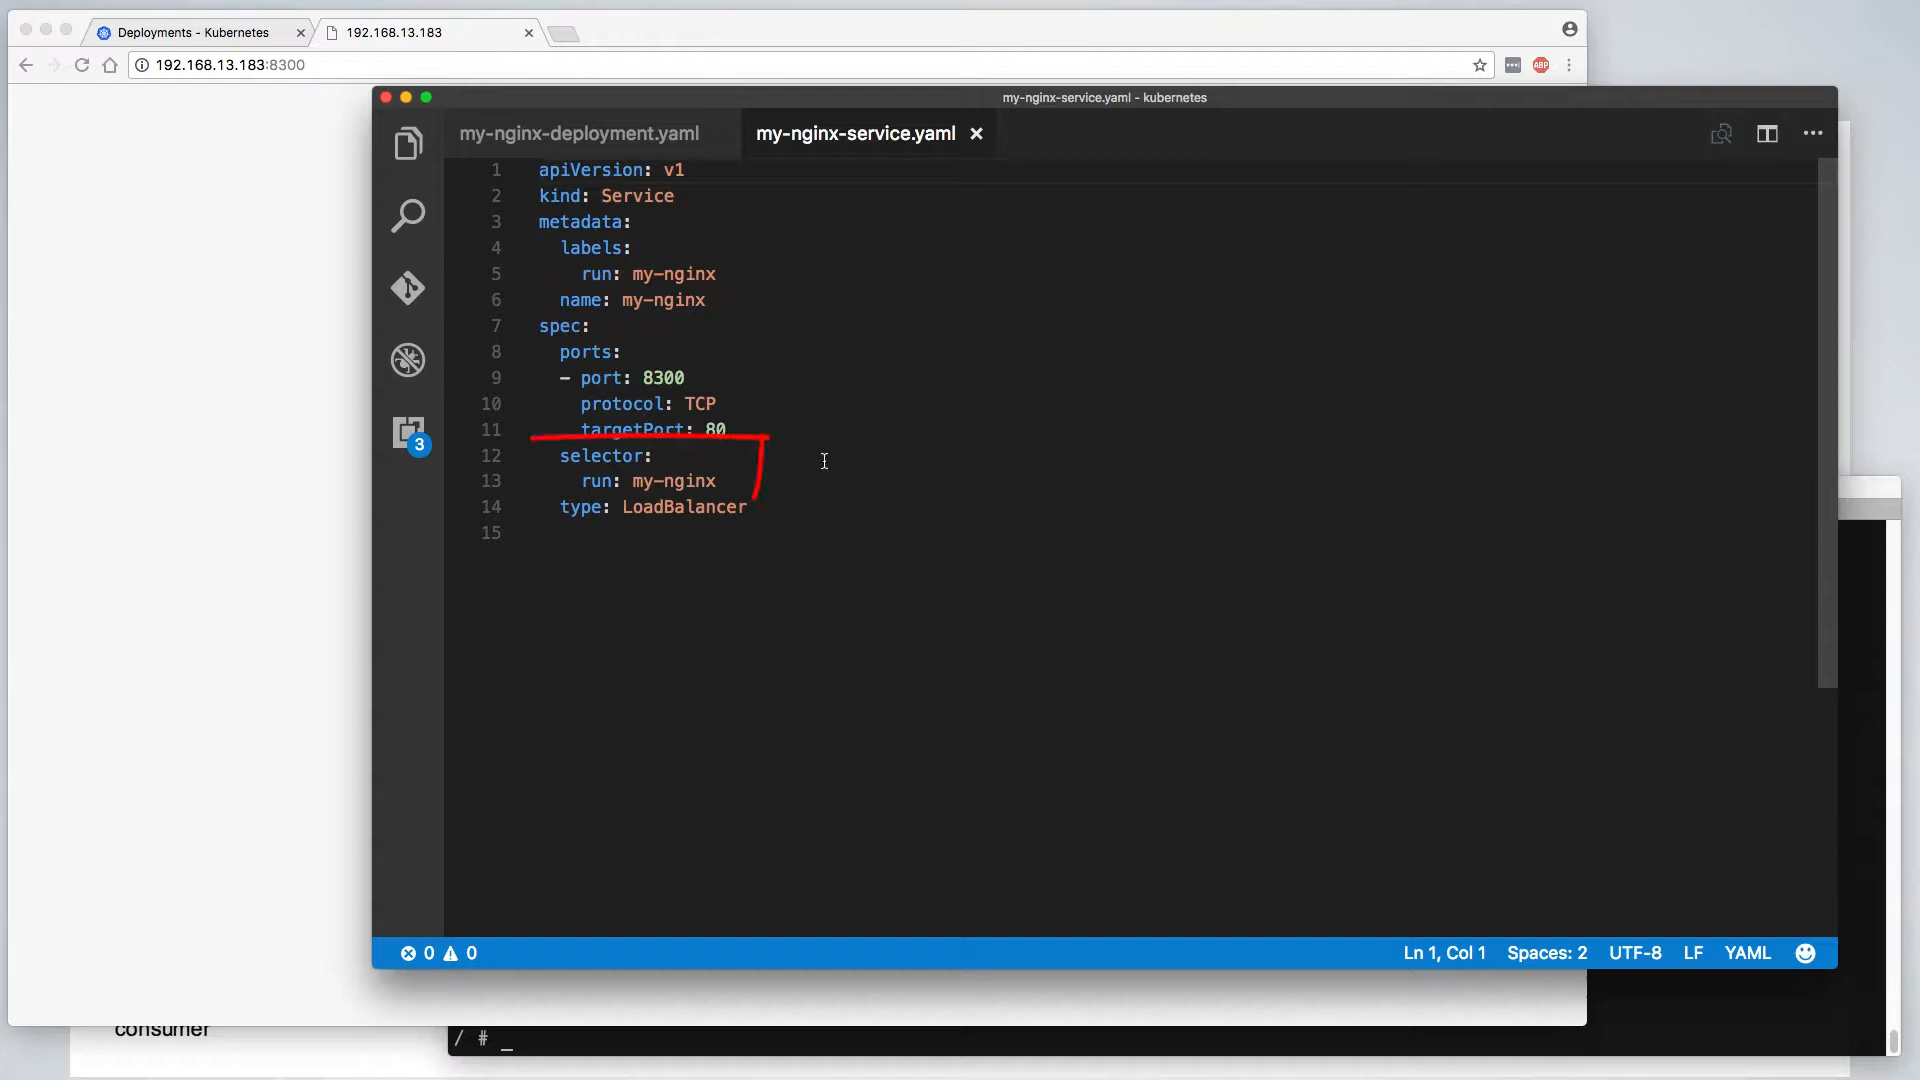 Deployments - Kubernetes
192.168.13.183
192.168.13.183:8300
ABP
my-nginx-service.yaml - kubernetes
my-nginx-deployment.yaml
my-nginx-service.yaml
1 apiVersion: v1
2 kind: Service
3 metadata:
4 labels:
5 run: my-nginx
6 name: my-nginx
7 spec:
8 ports:
9 - port: 8300
10 protocol: TCP
11 targetPort: 80
12 selector:
13 run: my-nginx
14 type: LoadBalancer
15
3
0 0
Ln 1, Col 1 Spaces: 2 UTF-8 LF YAML
consumer
/ # _